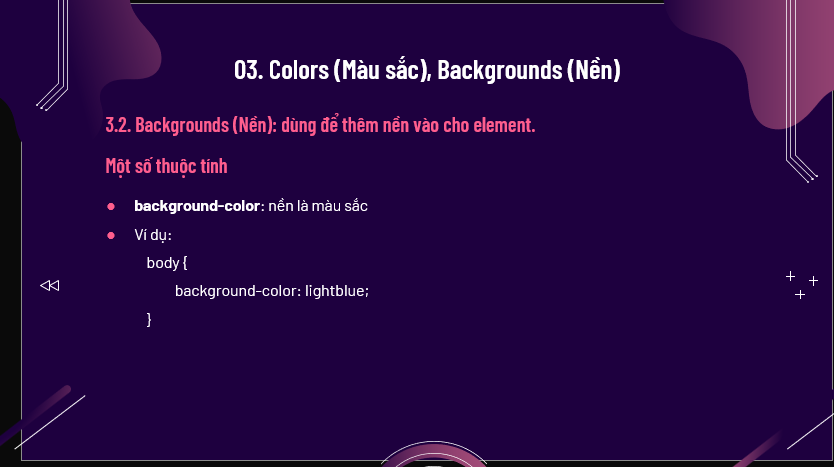 03. Colors (Màu sắc), Backgrounds (Nền)
3.2. Backgrounds (Nền): dùng để thêm nền vào cho element.
Một số thuộc tính
background-color: nền là màu sắc
Ví dụ:
body {
background-color: lightblue;
}